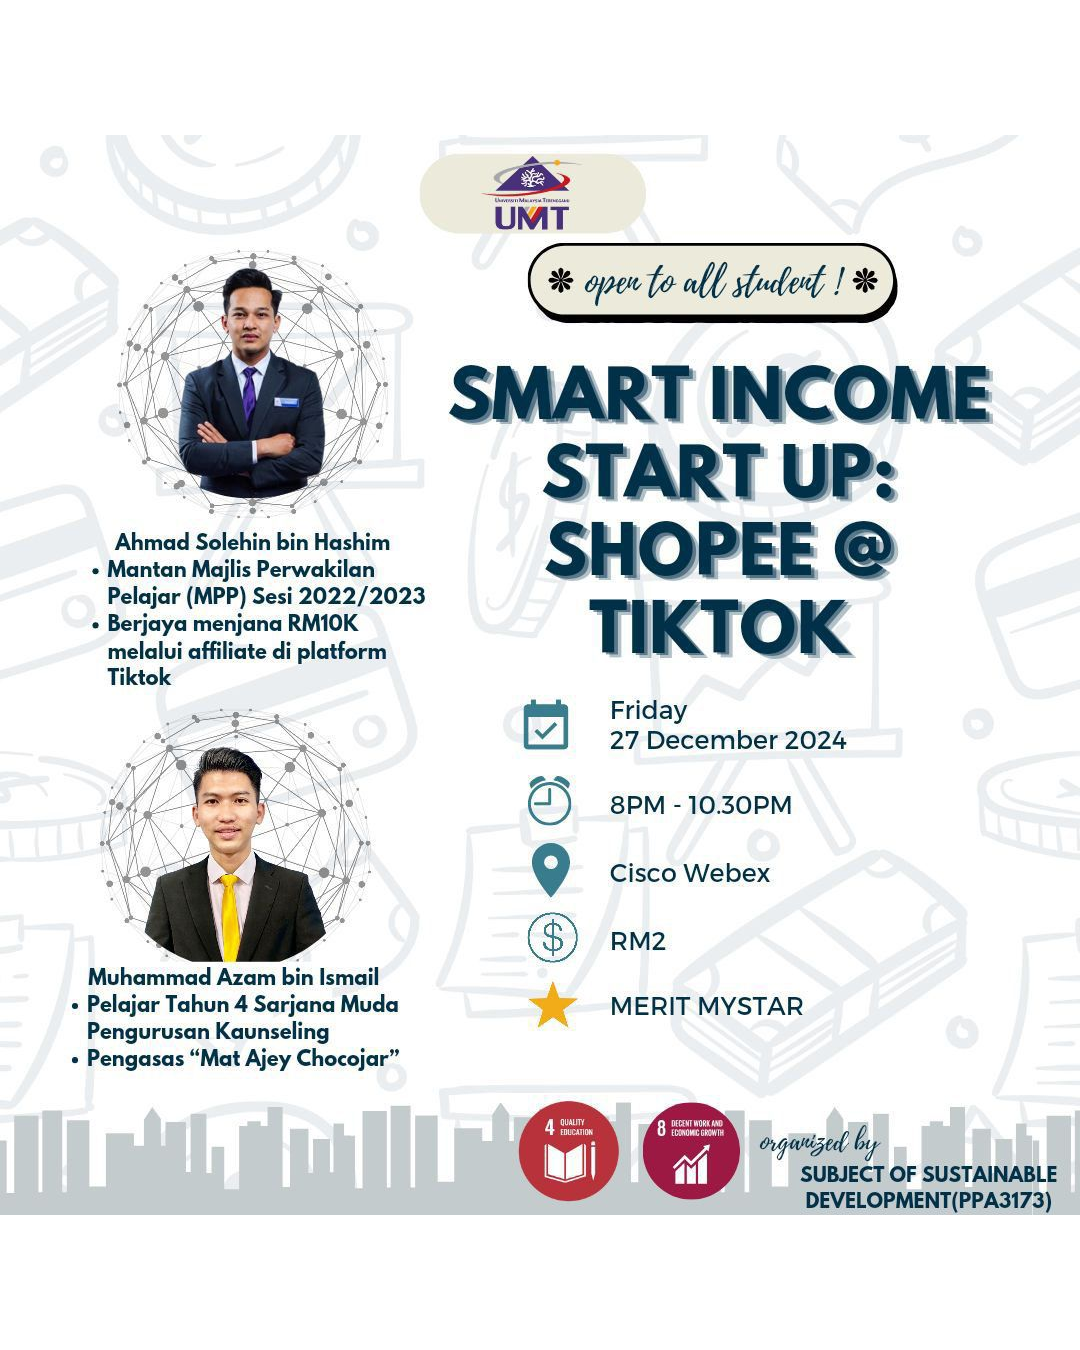 UNIVERSITI MALAYSIA TERENGGANU
UMT
open to all student !
SMART INCOME
START UP:
SHOPEE @
TIKTOK
Ahmad Solehin bin Hashim
• Mantan Majlis Perwakilan
Pelajar (MPP) Sesi 2022/2023
• Berjaya menjana RM10K
melalui affiliate di platform
Tiktok
Muhammad Azam bin Ismail
• Pelajar Tahun 4 Sarjana Muda
Pengurusan Kaunseling
• Pengasas “Mat Ajey Chocojar”
Friday
27 December 2024
8PM - 10.30PM
Cisco Webex
RM2
MERIT MYSTAR
4 QUALITY
EDUCATION
8 DECENT WORK AND
ECONOMIC GROWTH
organized by
SUBJECT OF SUSTAINABLE
DEVELOPMENT(PPA3173)